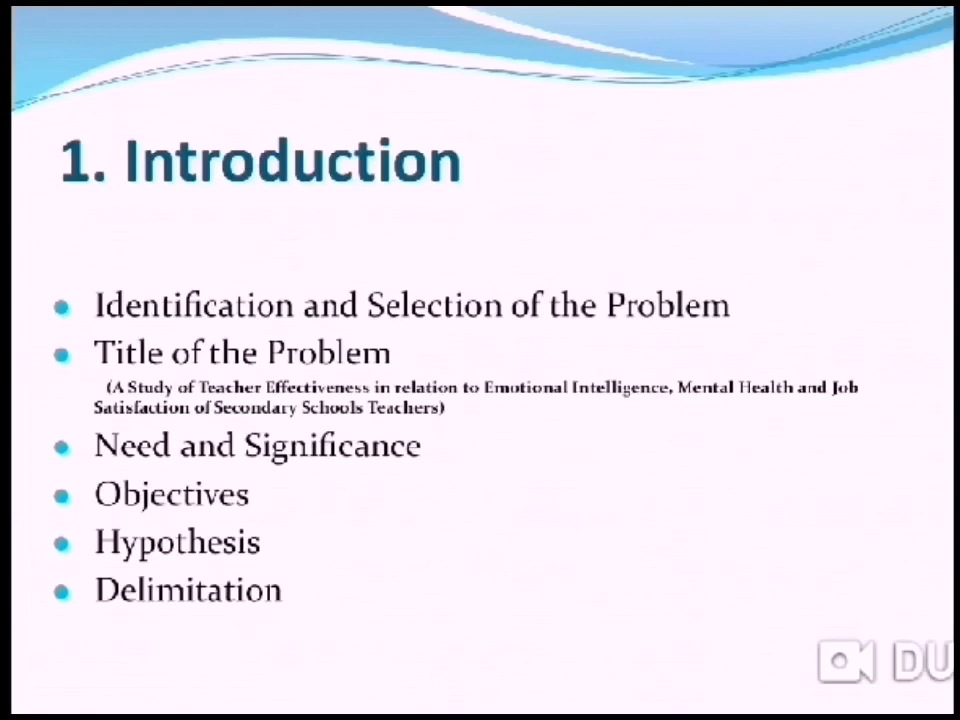 1. Introduction
Identification and Selection of the Problem
Title of the Problem
(A Study of Teacher Effectiveness in relation to Emotional Intelligence, Mental Health and Job
Satisfaction of Secondary Schools Teachers)
Need and Significance
Objectives
Hypothesis
Delimitation
DU